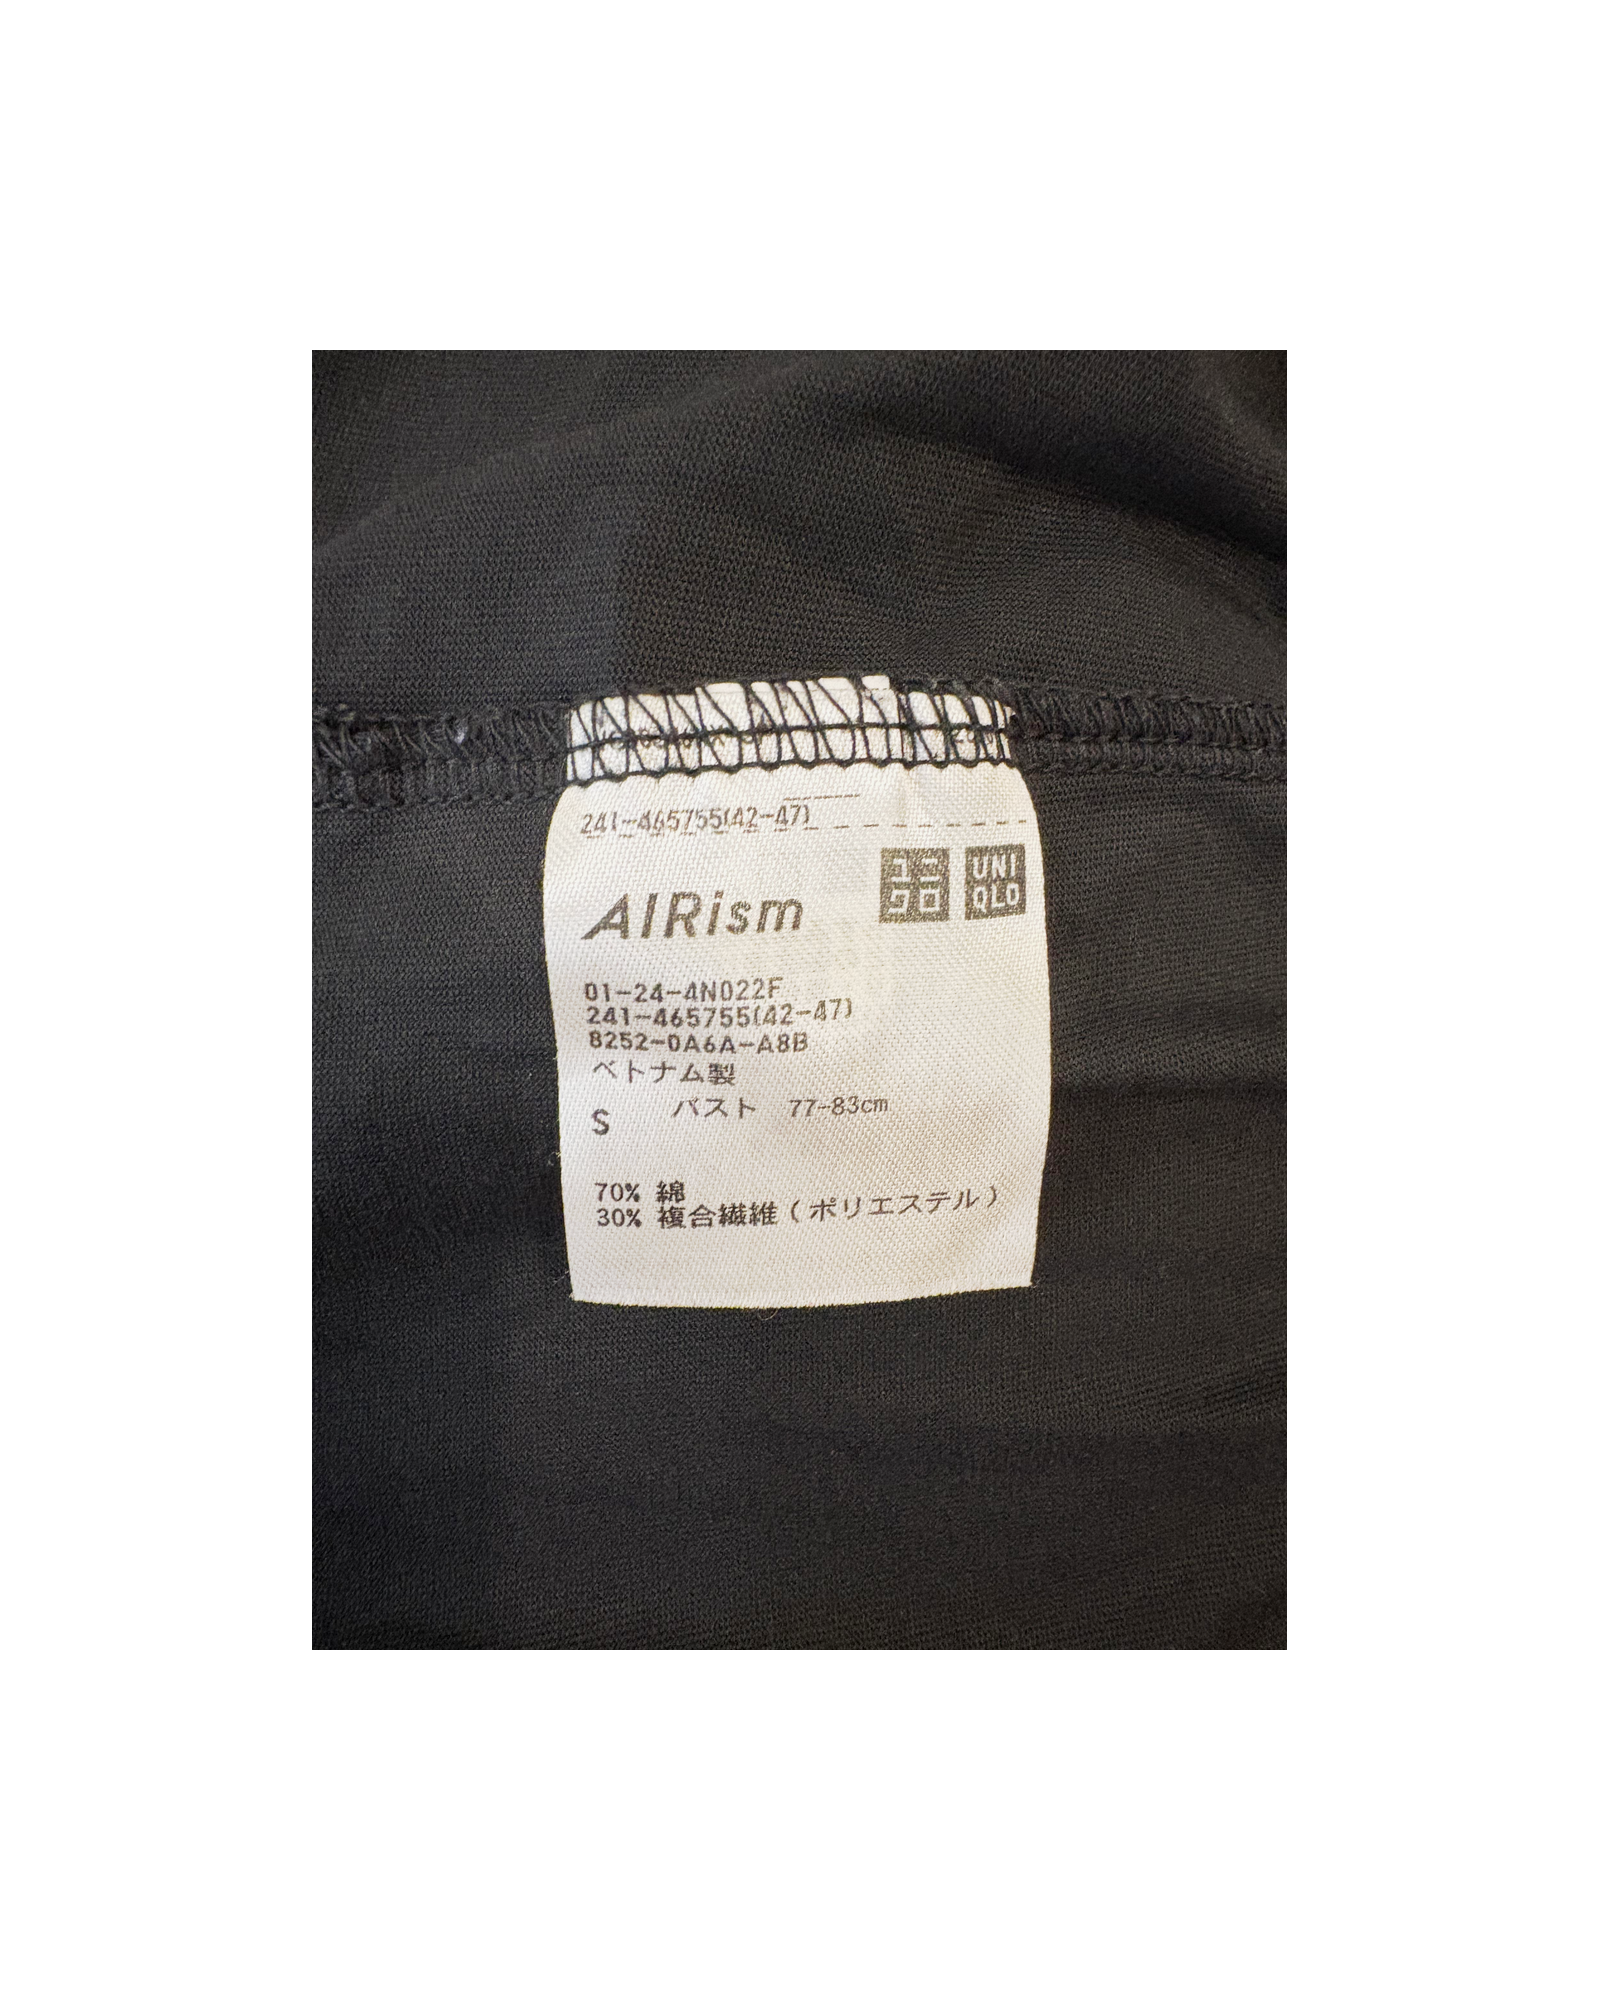 241-465755(42-47)
ユニ
クロ
UNI
QLO
AIRism
01-24-4N022F
241-465755(42-47)
8252-0A6A-A8B
ベトナム製
S バスト 77-83cm
70% 綿
30% 複合繊維(ポリエステル)